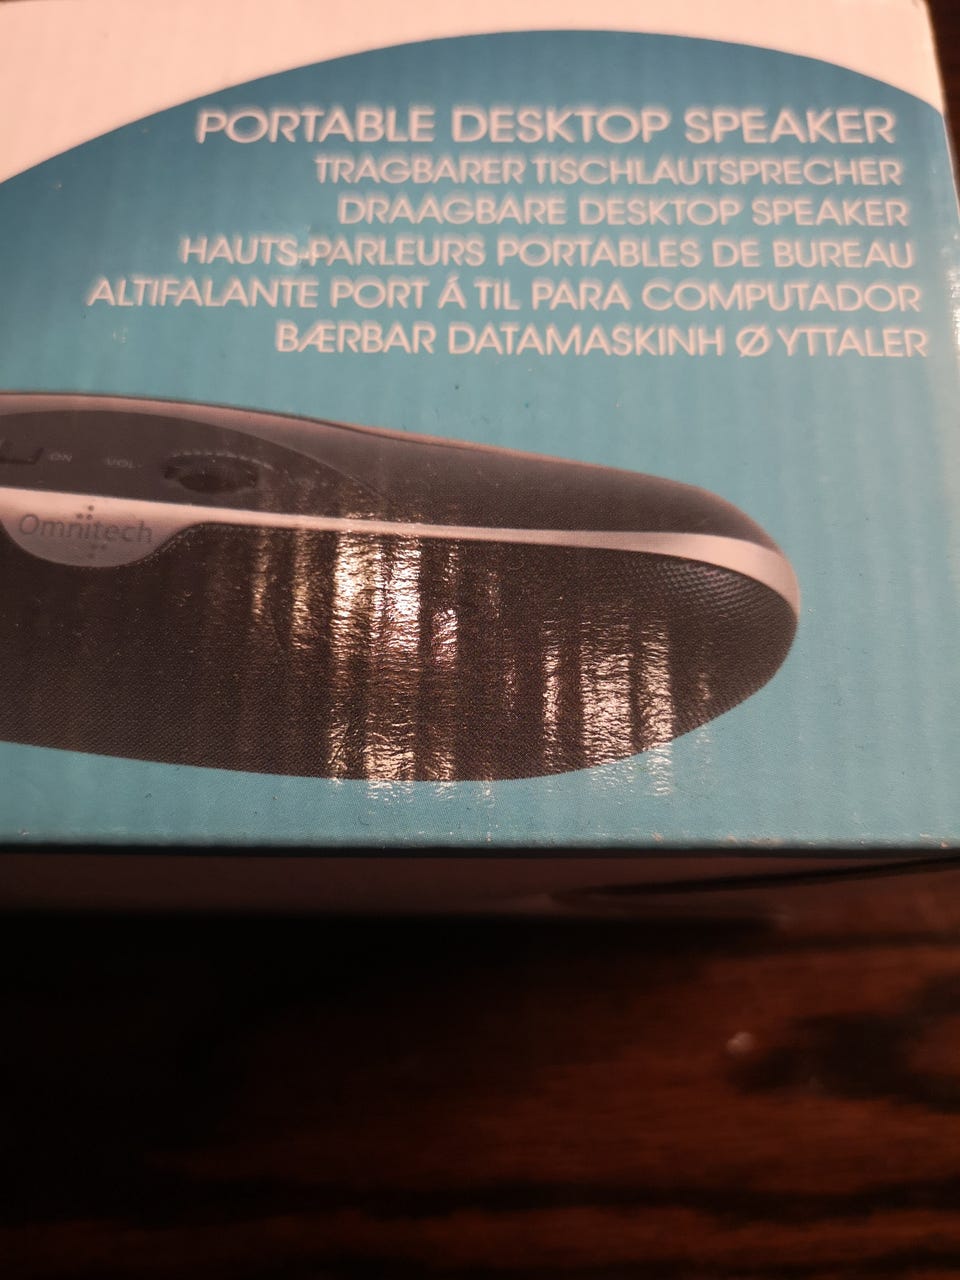 PORTABLE DESKTOP SPEAKER
TRAGBARER TISCHLAUTSPRECHER
DRAAGBARE DESKTOP SPEAKER
HAUTS-PARLEURS PORTABLES DE BUREAU
ALTIFALANTE PORT Á TIL PARA COMPUTADOR
BÆRBAR DATAMASKINH Ø YTTALER
ON VOL
Omnitech